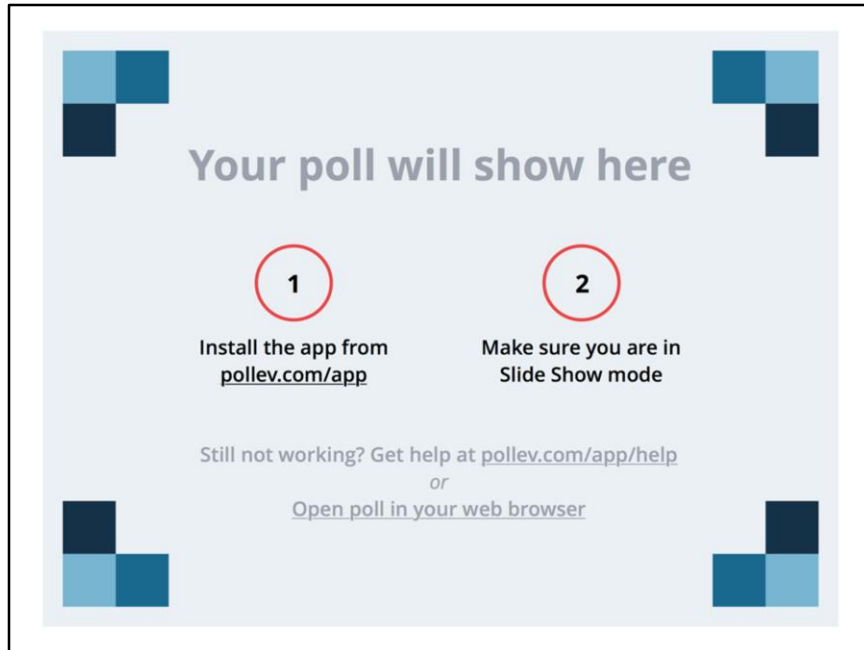 Your poll will show here
1
Install the app from
pollev.com/app
2
Make sure you are in
Slide Show mode
Still not working? Get help at pollev.com/app/help
or
Open poll in your web browser